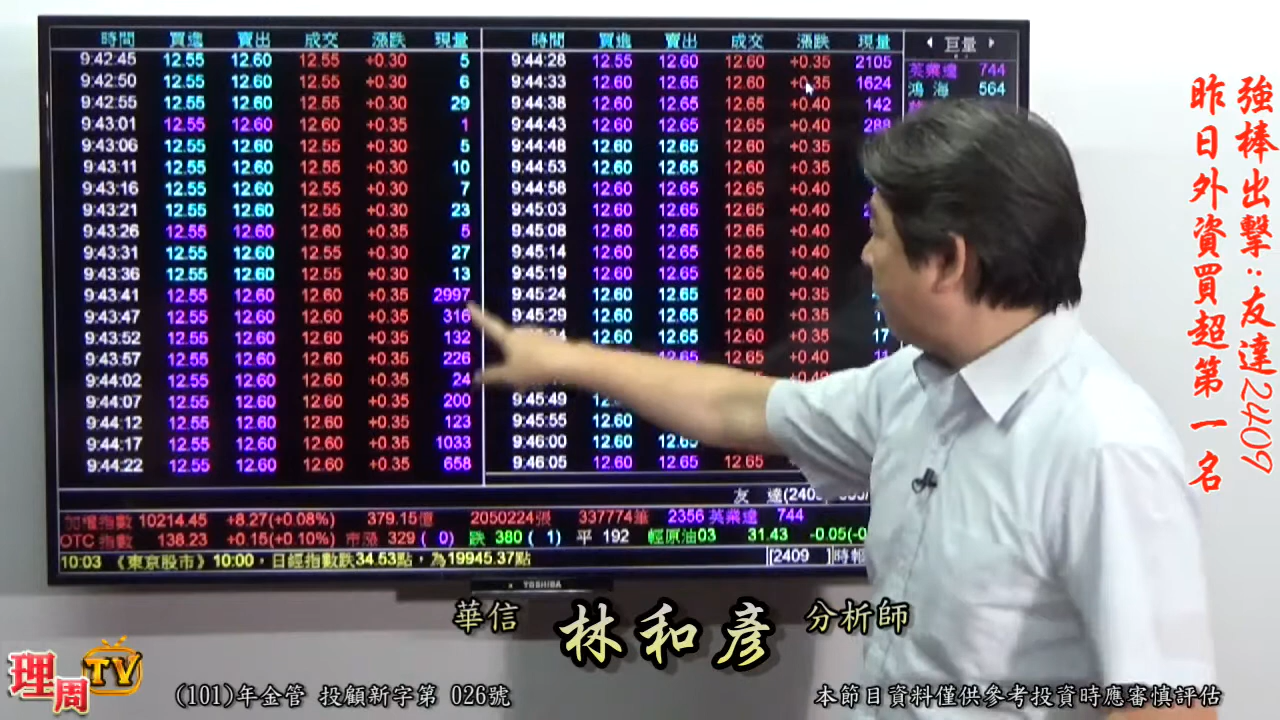 時間 買進 賣出 成交 漲跌 現量 時間 買進 賣出 成交 漲跌 現量
9:42:45 12.55 12.60 12.55 +0.30 5
9:42:50 12.55 12.60 12.55 +0.30 6
9:42:55 12.55 12.60 12.55 +0.30 29
9:43:01 12.55 12.60 12.60 +0.35 1
9:43:06 12.55 12.60 12.55 +0.30 5
9:43:11 12.55 12.60 12.55 +0.30 10
9:43:16 12.55 12.60 12.55 +0.30 7
9:43:21 12.55 12.60 12.55 +0.30 23
9:43:26 12.55 12.60 12.60 +0.35 5
9:43:31 12.55 12.60 12.55 +0.30 27
9:43:36 12.55 12.60 12.55 +0.30 13
9:43:41 12.55 12.60 12.60 +0.35 2997
9:43:47 12.55 12.60 12.60 +0.35 316
9:43:52 12.55 12.60 12.60 +0.35 132
9:43:57 12.55 12.60 12.60 +0.35 226
9:44:02 12.55 12.60 12.60 +0.35 24
9:44:07 12.55 12.60 12.60 +0.35 200
9:44:12 12.55 12.60 12.60 +0.35 123
9:44:17 12.55 12.60 12.60 +0.35 1033
9:44:22 12.55 12.60 12.60 +0.35 658
9:44:28 12.55 12.60 12.60 +0.35 2105
9:44:33 12.60 12.65 12.60 +0.35 1624
9:44:38 12.60 12.65 12.65 +0.40 142
9:44:43 12.60 12.65 12.65 +0.40 288
9:44:48 12.60 12.65 12.60 +0.35
9:44:53 12.60 12.65 12.60 +0.35
9:44:58 12.60 12.65 12.65 +0.40
9:45:03 12.60 12.65 12.65 +0.40
9:45:08 12.60 12.65 12.65 +0.40
9:45:14 12.60 12.65 12.65 +0.40
9:45:19 12.60 12.65 12.65 +0.40
9:45:24 12.60 12.65 12.60 +0.35
9:45:29 12.60 12.65 12.60 +0.35
12.60 12.65 12.60 +0.35 17
12.65 12.65 +0.40 11
9:45:49
9:45:55 12.60
9:46:00 12.60
9:46:05 12.60 12.65 12.65
巨量
英業達 744
鴻海 564
友 達(2409
加權指數 10214.45 +8.27(+0.08%) 379.15億 2050224張 337774筆 2356 英業達 744
OTC 指數 138.23 +0.15(+0.10%) 市漲 329 ( 0) 跌 380 ( 1) 平 192 輕原油03 31.43 -0.05(-0
10:03 《東京股市》10:00,日經指數跌34.53點,為19945.37點 [2409 ]時報
TOSHIBA
強棒出擊:友達2409
昨日外資買超第一名
華信 林和彥 分析師
理周TV
(101)年金管 投顧新字第 026號
本節目資料僅供參考投資時應審慎評估